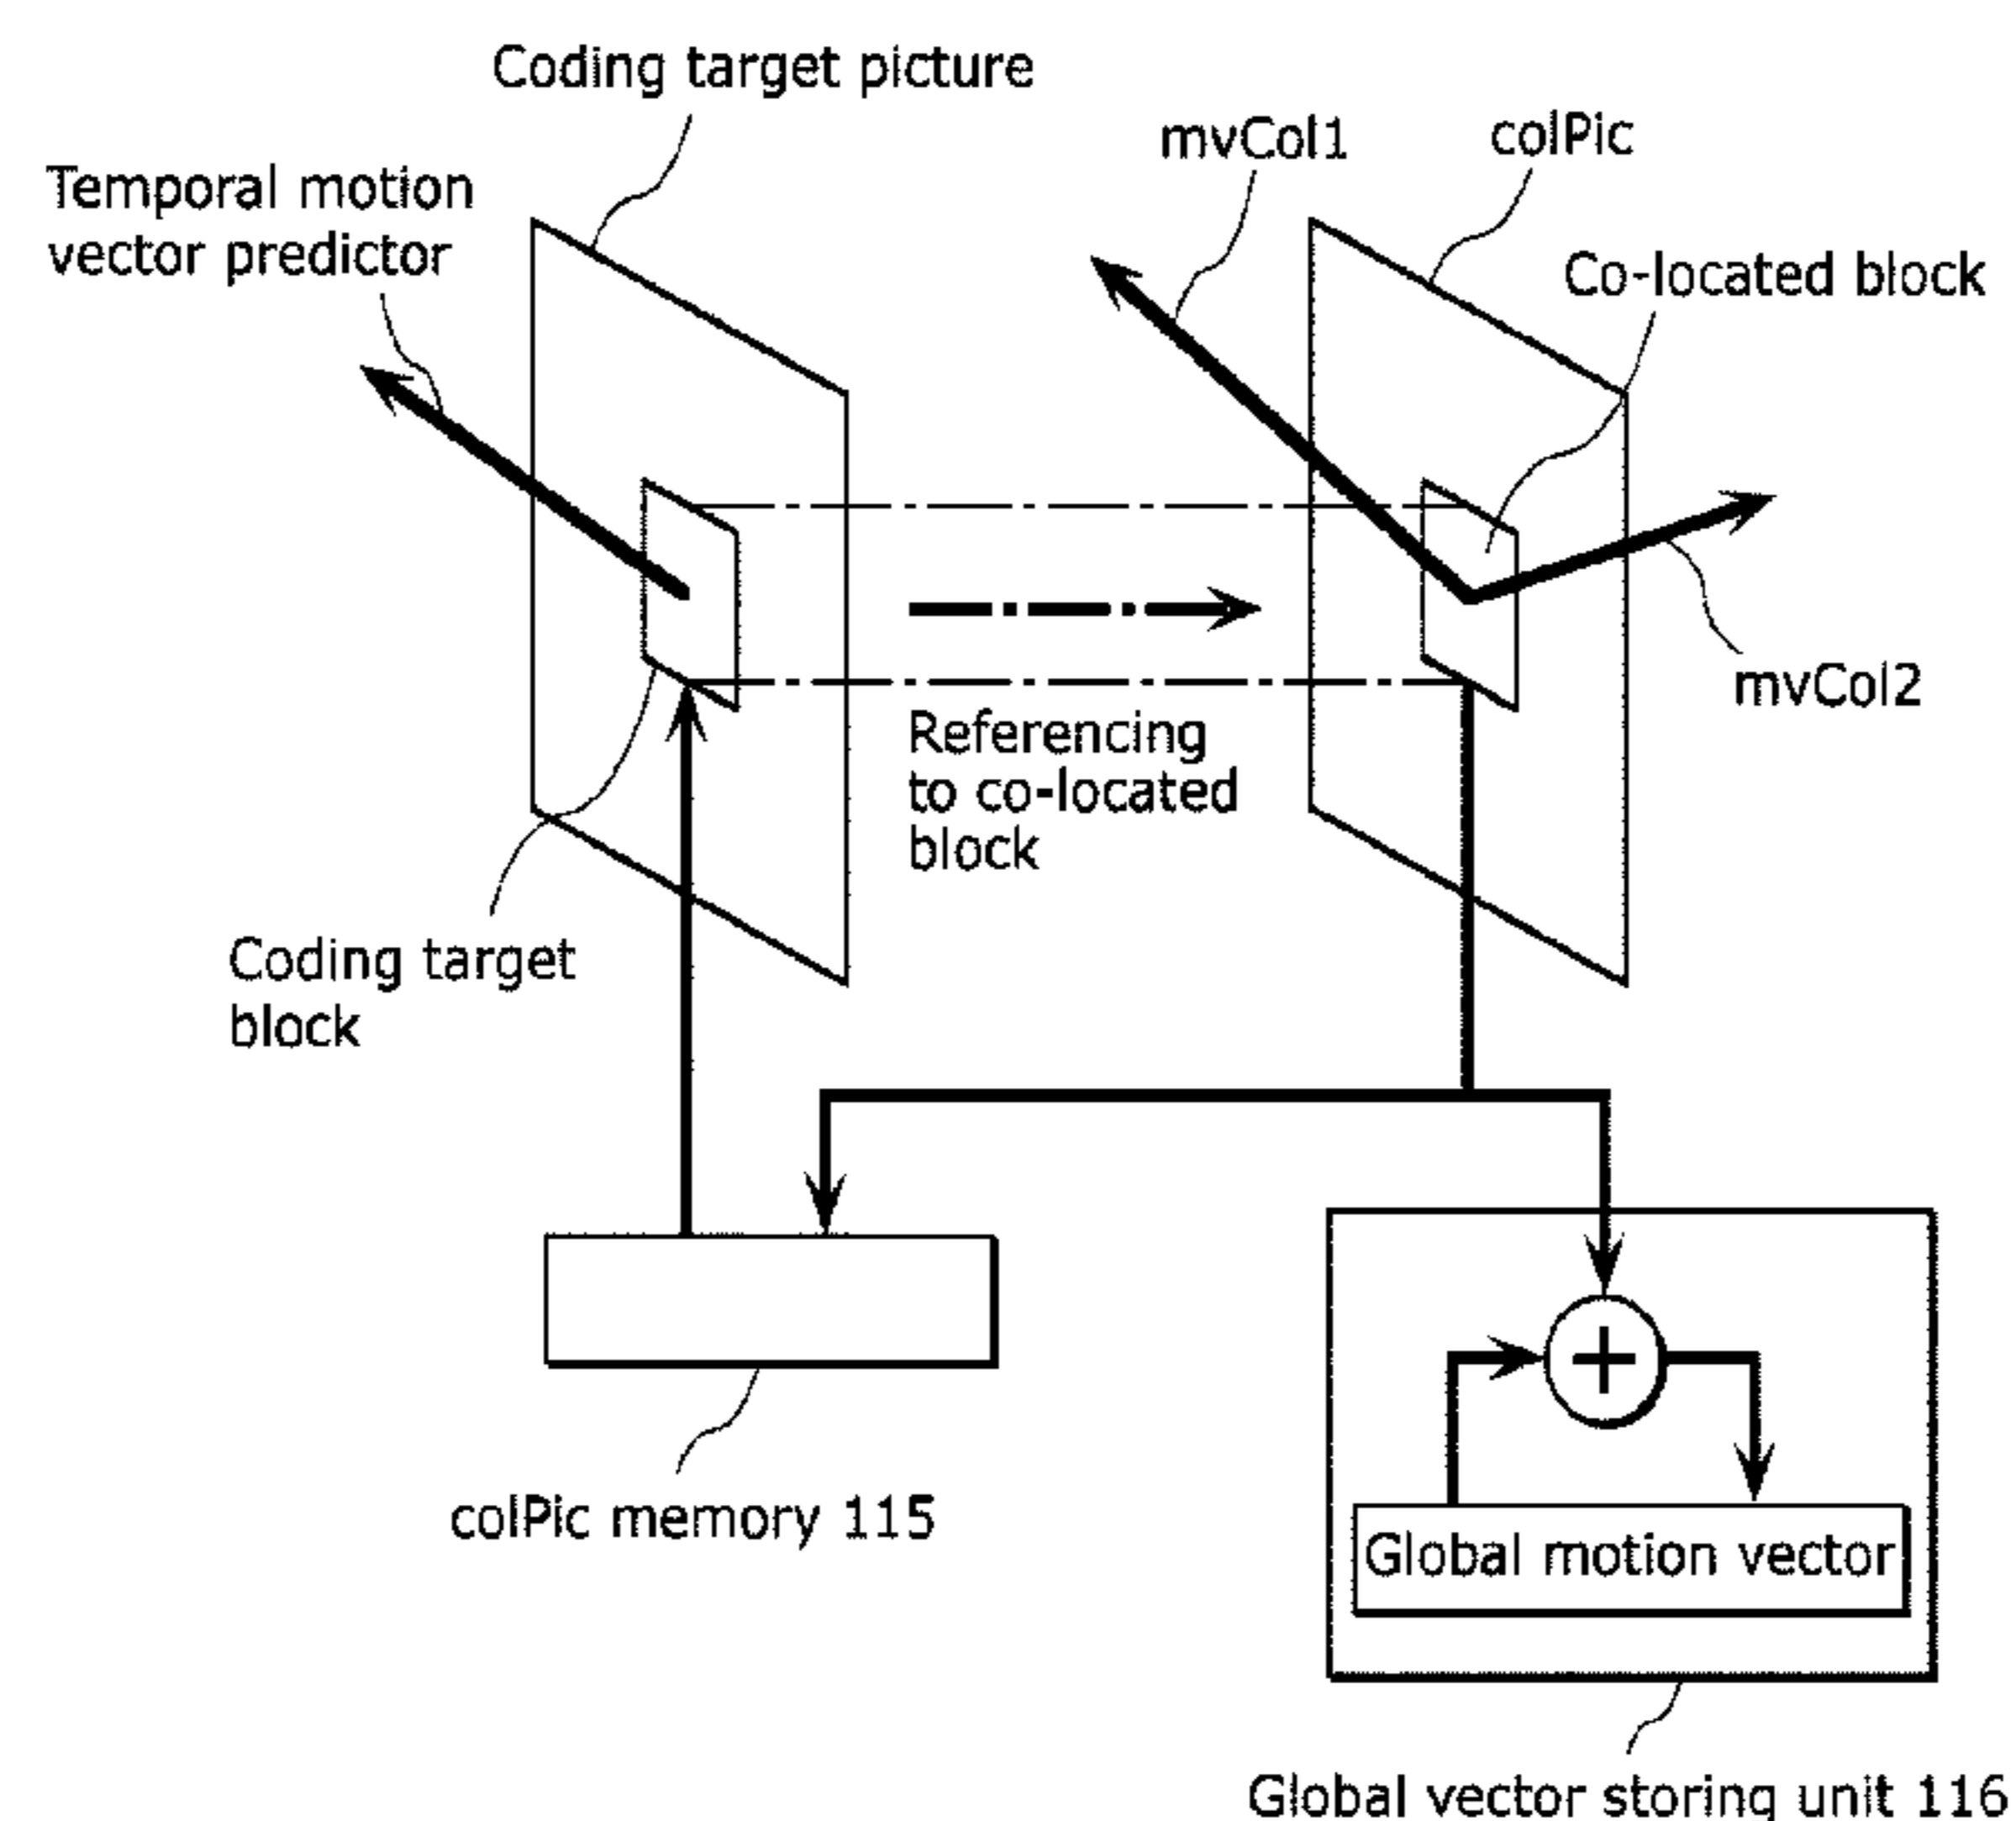 Coding target picture
mvCol1
colPic
Temporal motion
vector predictor
Co-located block
mvCol2
Referencing
to co-located
block
Coding target
block
colPic memory 115
+
Global motion vector
Global vector storing unit 116